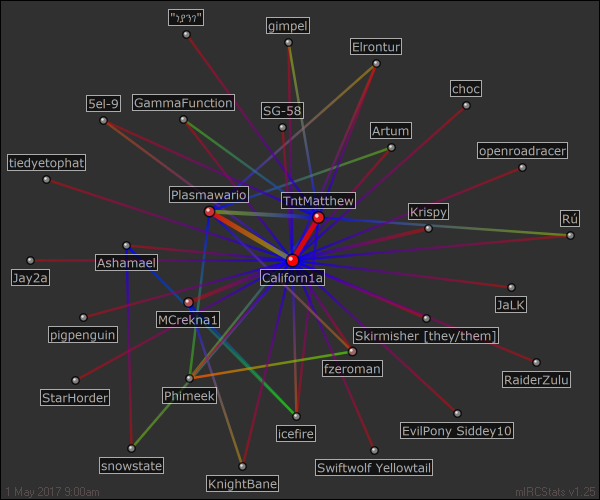 gimpel
Elrontur
choc
5el-9
GammaFunction
SG-58
Artum
openroadracer
tiedyetophat
Plasmawario
TntMatthew
Krispy
Rú
Ashamael
Californ1a
Jay2a
MCrekna1
JaLK
pigpenguin
Skirmisher [they/them]
fzeroman
RaiderZulu
StarHorder
Phimeek
icefire
EvilPony Siddey10
snowstate
KnightBane
Swiftwolf Yellowtail
1 May 2017 9:00am
mIRCStats v1.25